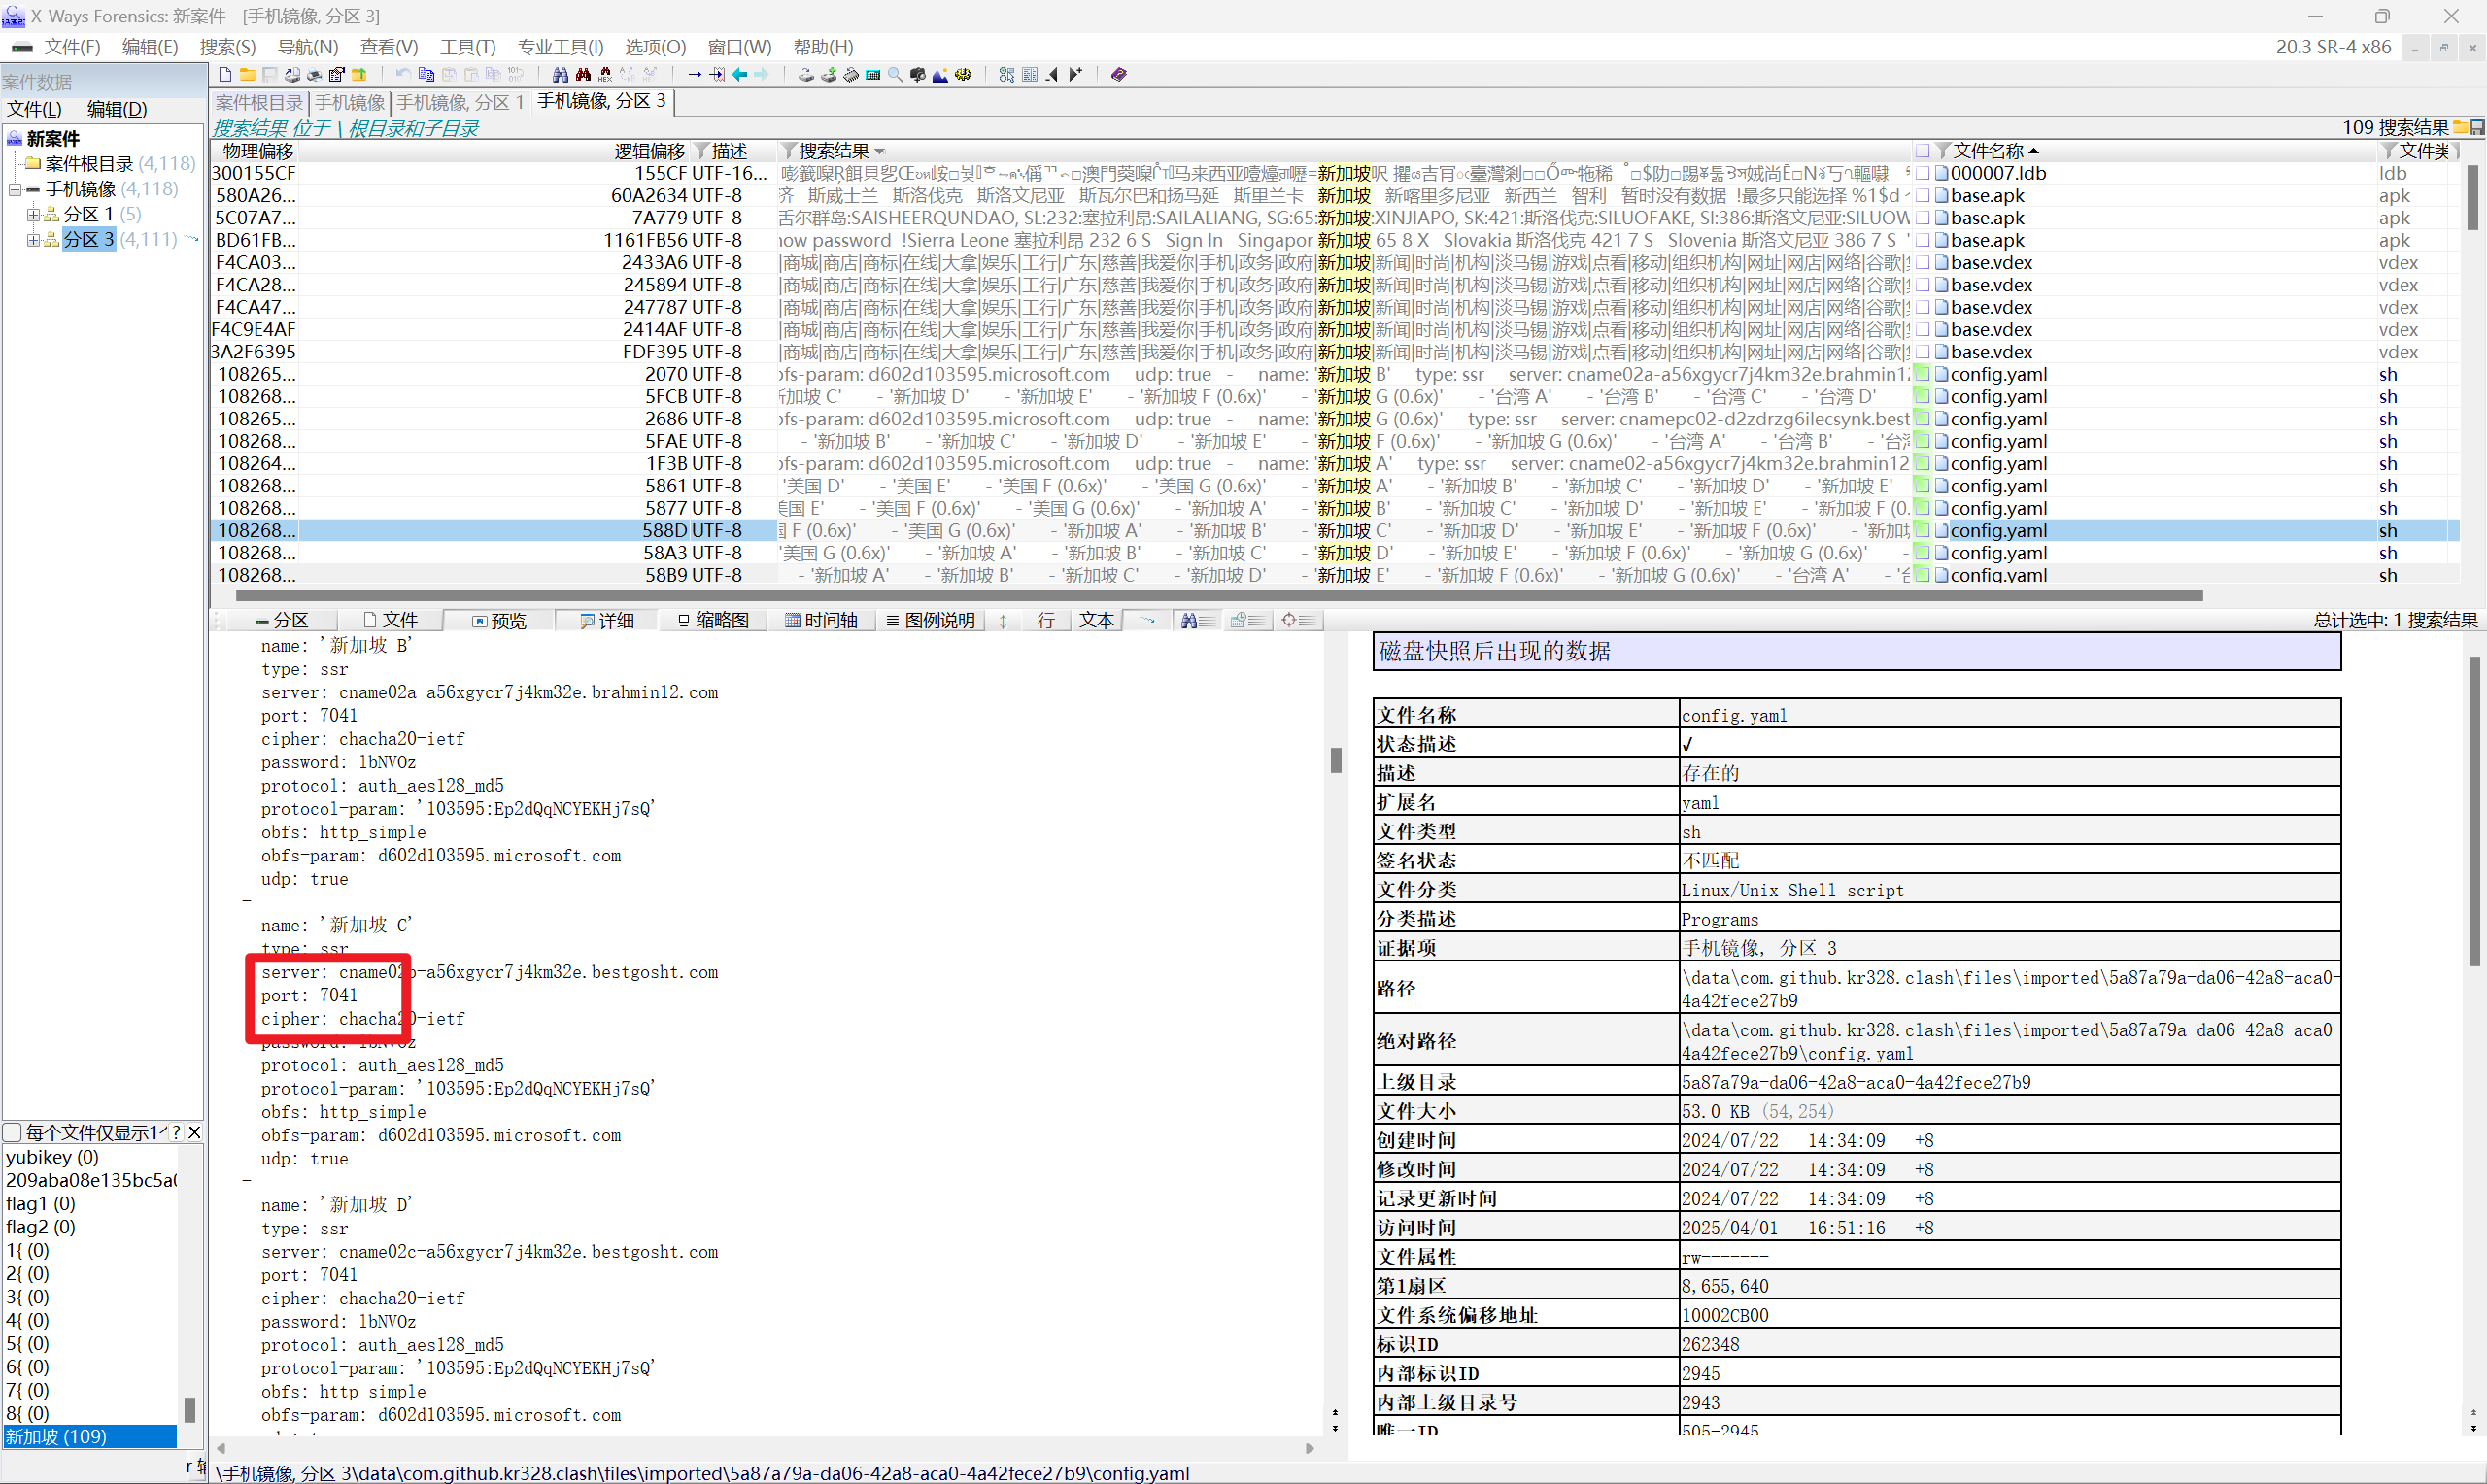 X-Ways Forensics: 新案件 - [手机镜像, 分区 3]
文件(F) 编辑(E) 搜索(S) 导航(N) 查看(V) 工具(T) 专业工具(I) 选项(O) 窗口(W) 帮助(H) 20.3 SR-4 x86
案件数据
文件(L) 编辑(D)
新案件
案件根目录 (4,118)
手机镜像 (4,118)
分区 1 (5)
分区 3 (4,111)
案件根目录 手机镜像 手机镜像, 分区 1 手机镜像, 分区 3
搜索结果 位于 \ 根目录和子目录 109 搜索结果
物理偏移 逻辑偏移 描述 搜索结果 文件名称 文件类
300155CF 155CF UTF-16... 新加坡 000007.ldb ldb
580A26... 60A2634 UTF-8 济 斯威士兰 斯洛伐克 斯洛文尼亚 斯瓦尔巴和扬马延 斯里兰卡 新加坡 新喀里多尼亚 新西兰 智利 暂时没有数据 !最多只能选择 %1$d base.apk apk
5C07A7... 7A779 UTF-8 舌尔群岛:SAISHEERQUNDAO, SL:232:塞拉利昂:SAILALIANG, SG:65:新加坡:XINJIAPO, SK:421:斯洛伐克:SILUOFAKE, SI:386:斯洛文尼亚:SILUOW base.apk apk
BD61FB... 1161FB56 UTF-8 now password !Sierra Leone 塞拉利昂 232 6 S Sign In Singapor 新加坡 65 8 X Slovakia 斯洛伐克 421 7 S Slovenia 斯洛文尼亚 386 7 S base.apk apk
F4CA03... 2433A6 UTF-8 |商城|商店|商标|在线|大拿|娱乐|工行|广东|慈善|我爱你|手机|政务|政府|新加坡|新闻|时尚|机构|淡马锡|游戏|点看|移动|组织机构|网址|网店|网络|谷歌| base.vdex vdex
F4CA28... 245894 UTF-8 |商城|商店|商标|在线|大拿|娱乐|工行|广东|慈善|我爱你|手机|政务|政府|新加坡|新闻|时尚|机构|淡马锡|游戏|点看|移动|组织机构|网址|网店|网络|谷歌| base.vdex vdex
F4CA47... 247787 UTF-8 |商城|商店|商标|在线|大拿|娱乐|工行|广东|慈善|我爱你|手机|政务|政府|新加坡|新闻|时尚|机构|淡马锡|游戏|点看|移动|组织机构|网址|网店|网络|谷歌| base.vdex vdex
F4C9E4AF 2414AF UTF-8 |商城|商店|商标|在线|大拿|娱乐|工行|广东|慈善|我爱你|手机|政务|政府|新加坡|新闻|时尚|机构|淡马锡|游戏|点看|移动|组织机构|网址|网店|网络|谷歌| base.vdex vdex
3A2F6395 FDF395 UTF-8 |商城|商店|商标|在线|大拿|娱乐|工行|广东|慈善|我爱你|手机|政务|政府|新加坡|新闻|时尚|机构|淡马锡|游戏|点看|移动|组织机构|网址|网店|网络|谷歌| base.vdex vdex
108265... 2070 UTF-8 ofs-param: d602d103595.microsoft.com udp: true - name: '新加坡 B' type: ssr server: cname02a-a56xgycr7j4km32e.brahmin12 config.yaml sh
108268... 5FCB UTF-8 新加坡 C' - '新加坡 D' - '新加坡 E' - '新加坡 F (0.6x)' - '新加坡 G (0.6x)' - '台湾 A' - '台湾 B' - '台湾 C' - '台湾 D' config.yaml sh
108265... 2686 UTF-8 ofs-param: d602d103595.microsoft.com udp: true - name: '新加坡 G (0.6x)' type: ssr server: cnamepc02-d2zdrzg6ilecsynk.best config.yaml sh
108268... 5FAE UTF-8 - '新加坡 B' - '新加坡 C' - '新加坡 D' - '新加坡 E' - '新加坡 F (0.6x)' - '新加坡 G (0.6x)' - '台湾 A' - '台湾 B' - '台湾 config.yaml sh
108264... 1F3B UTF-8 ofs-param: d602d103595.microsoft.com udp: true - name: '新加坡 A' type: ssr server: cname02-a56xgycr7j4km32e.brahmin12 config.yaml sh
108268... 5861 UTF-8 '美国 D' - '美国 E' - '美国 F (0.6x)' - '美国 G (0.6x)' - '新加坡 A' - '新加坡 B' - '新加坡 C' - '新加坡 D' - '新加坡 E' config.yaml sh
108268... 5877 UTF-8 美国 E' - '美国 F (0.6x)' - '美国 G (0.6x)' - '新加坡 A' - '新加坡 B' - '新加坡 C' - '新加坡 D' - '新加坡 E' - '新加坡 F (0. config.yaml sh
108268... 588D UTF-8 国 F (0.6x)' - '美国 G (0.6x)' - '新加坡 A' - '新加坡 B' - '新加坡 C' - '新加坡 D' - '新加坡 E' - '新加坡 F (0.6x)' - '新加 config.yaml sh
108268... 58A3 UTF-8 '美国 G (0.6x)' - '新加坡 A' - '新加坡 B' - '新加坡 C' - '新加坡 D' - '新加坡 E' - '新加坡 F (0.6x)' - '新加坡 G (0.6x)' - config.yaml sh
108268... 58B9 UTF-8 - '新加坡 A' - '新加坡 B' - '新加坡 C' - '新加坡 D' - '新加坡 E' - '新加坡 F (0.6x)' - '新加坡 G (0.6x)' - '台湾 A' - '台 config.yaml sh
分区 文件 预览 详细 缩略图 时间轴 图例说明 行 文本 总计选中: 1 搜索结果
name: '新加坡 B'
type: ssr
server: cname02a-a56xgycr7j4km32e.brahmin12.com
port: 7041
cipher: chacha20-ietf
password: lbNVOz
protocol: auth_aes128_md5
protocol-param: '103595:Ep2dQqNCYEKHj7sQ'
obfs: http_simple
obfs-param: d602d103595.microsoft.com
udp: true
-
name: '新加坡 C'
type: ssr
server: cname02b-a56xgycr7j4km32e.bestgosht.com
port: 7041
cipher: chacha20-ietf
password: lbNVOz
protocol: auth_aes128_md5
protocol-param: '103595:Ep2dQqNCYEKHj7sQ'
obfs: http_simple
obfs-param: d602d103595.microsoft.com
udp: true
-
name: '新加坡 D'
type: ssr
server: cname02c-a56xgycr7j4km32e.bestgosht.com
port: 7041
cipher: chacha20-ietf
password: lbNVOz
protocol: auth_aes128_md5
protocol-param: '103595:Ep2dQqNCYEKHj7sQ'
obfs: http_simple
obfs-param: d602d103595.microsoft.com
磁盘快照后出现的数据
文件名称 config.yaml
状态描述 √
描述 存在的
扩展名 yaml
文件类型 sh
签名状态 不匹配
文件分类 Linux/Unix Shell script
分类描述 Programs
证据项 手机镜像, 分区 3
路径 \data\com.github.kr328.clash\files\imported\5a87a79a-da06-42a8-aca0-
4a42fece27b9
绝对路径 \data\com.github.kr328.clash\files\imported\5a87a79a-da06-42a8-aca0-
4a42fece27b9\config.yaml
上级目录 5a87a79a-da06-42a8-aca0-4a42fece27b9
文件大小 53.0 KB (54,254)
创建时间 2024/07/22 14:34:09 +8
修改时间 2024/07/22 14:34:09 +8
记录更新时间 2024/07/22 14:34:09 +8
访问时间 2025/04/01 16:51:16 +8
文件属性 rw-------
第1扇区 8,655,640
文件系统偏移地址 10002CB00
标识ID 262348
内部标识ID 2945
内部上级目录号 2943
唯一ID 505-2945
每个文件仅显示1 ? X
yubikey (0)
209aba08e135bc5a0
flag1 (0)
flag2 (0)
1{ (0)
2{ (0)
3{ (0)
4{ (0)
5{ (0)
6{ (0)
7{ (0)
8{ (0)
新加坡 (109)
\手机镜像, 分区 3\data\com.github.kr328.clash\files\imported\5a87a79a-da06-42a8-aca0-4a42fece27b9\config.yaml